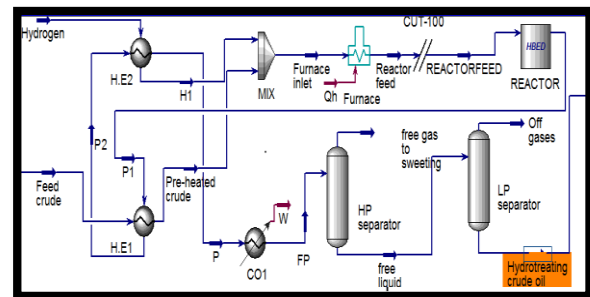 Hydrogen
H.E2
H1
MIX
Furnace
inlet
Qh
Furnace
Reactor
feed
CUT-100
REACTORFEED
HBED
REACTOR
P2
P1
Feed
crude
Pre-heated
crude
H.E1
P
W
CO1
FP
free gas
to
sweeting
HP
separator
free
liquid
Off
gases
LP
separator
Hydrotreating
crude oil